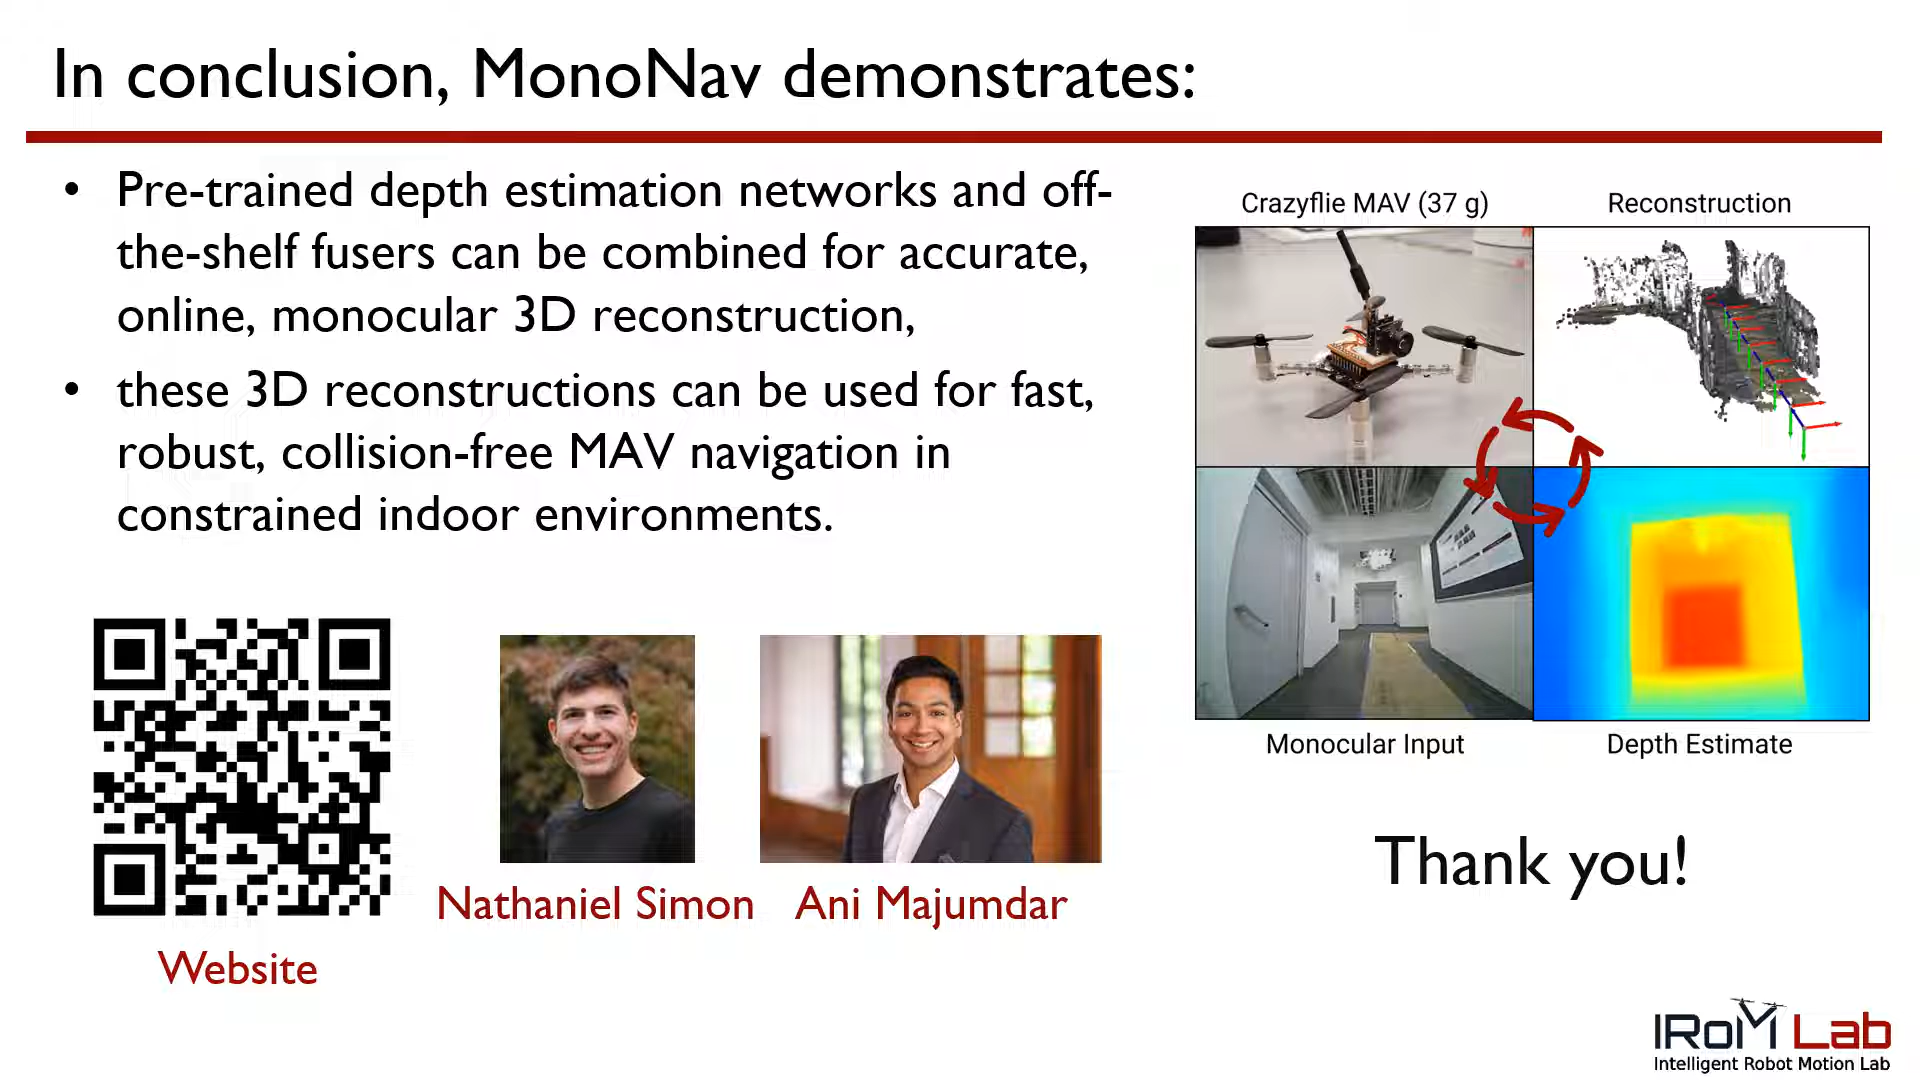 In conclusion, MonoNav demonstrates:
• Pre-trained depth estimation networks and off-
the-shelf fusers can be combined for accurate,
online, monocular 3D reconstruction,
• these 3D reconstructions can be used for fast,
robust, collision-free MAV navigation in
constrained indoor environments.
Crazyflie MAV (37 g)
Reconstruction
Monocular Input
Depth Estimate
Nathaniel Simon
Ani Majumdar
Website
Thank you!
IRoM Lab
Intelligent Robot Motion Lab